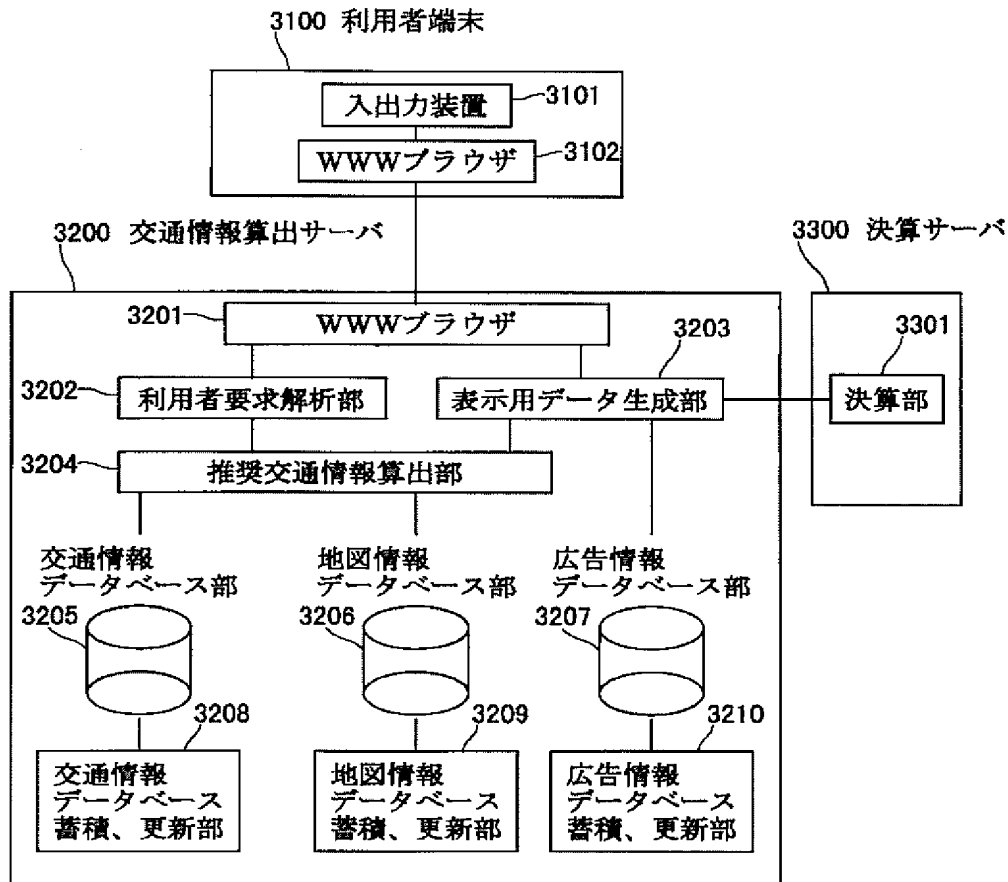 3100 利用者端末
入出力装置
3101
WWWブラウザ
3102
3200 交通情報算出サーバ
3300 決算サーバ
3201
WWWブラウザ
3203
3301
3202
利用者要求解析部
表示用データ生成部
決算部
3204
推奨交通情報算出部
交通情報
データベース部
地図情報
データベース部
広告情報
データベース部
3205
3206
3207
3208
3209
3210
交通情報
データベース
蓄積、更新部
地図情報
データベース
蓄積、更新部
広告情報
データベース
蓄積、更新部